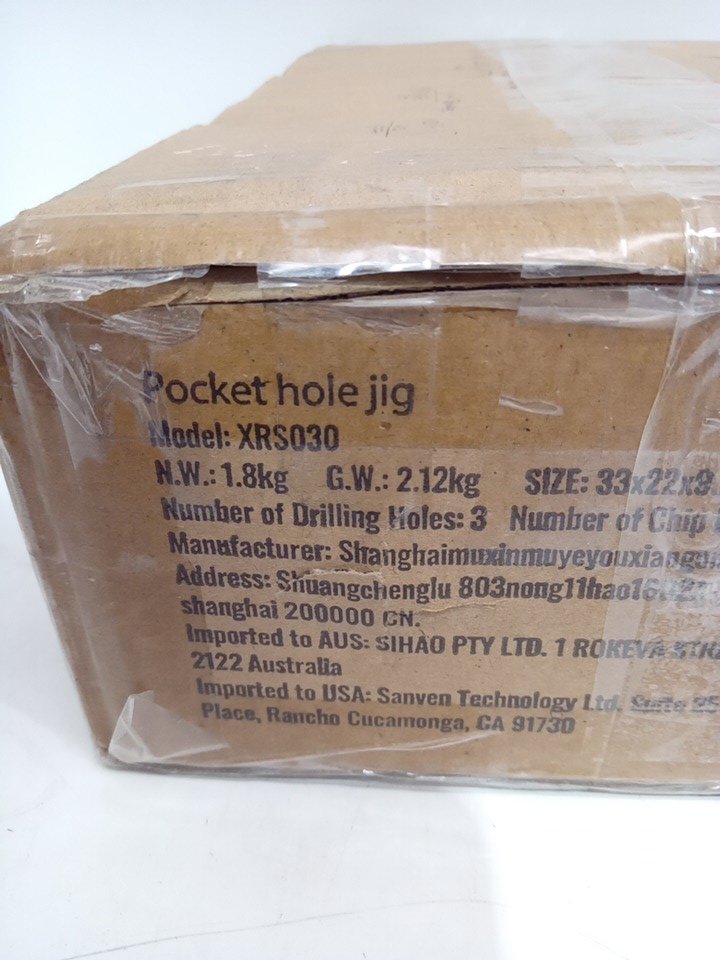 Pocket hole jig
Model: XRS030
N.W.: 1.8kg G.W.: 2.12kg SIZE: 33x22x9.
Number of Drilling Holes: 3 Number of Chip
Manufacturer: Shanghaimuxinmuyeyouxiangon
Address: Shuangchenglu 803nong11hao16
shanghai 200000 CN.
Imported to AUS: SIHAO PTY LTD. 1 ROKEVA
2122 Australia
Imported to USA: Sanven Technology Ltd. Suite 25
Place, Rancho Cucamonga, CA 91730